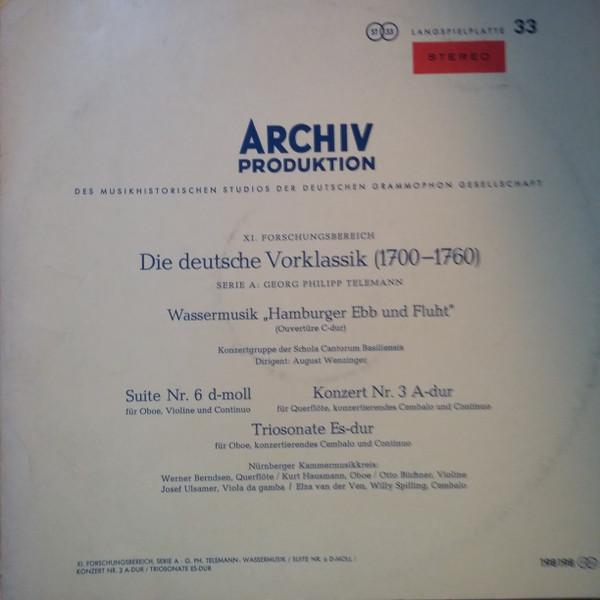 ST 33 LANGSPIELPLATTE 33
STEREO
ARCHIV
PRODUKTION
DES MUSIKHISTORISCHEN STUDIOS DER DEUTSCHEN GRAMMOPHON GESELLSCHAFT
XI. FORSCHUNGSBEREICH
Die deutsche Vorklassik (1700–1760)
SERIE A: GEORG PHILIPP TELEMANN
Wassermusik „Hamburger Ebb und Fluht"
(Ouvertüre C-dur)
Konzertgruppe der Schola Cantorum Basiliensis
Dirigent: August Wenzinger
Suite Nr. 6 d-moll Konzert Nr. 3 A-dur
für Oboe, Violine und Continuo für Querflöte, konzertierendes Cembalo und Continuo
Triosonate Es-dur
für Oboe, konzertierendes Cembalo und Continuo
Nürnberger Kammermusikkreis:
Werner Berndsen, Querflöte / Kurt Hausmann, Oboe / Otto Büchner, Violine
Josef Ulsamer, Viola da gamba / Elza van der Ven, Willy Spilling, Cembalo
XI. FORSCHUNGSBEREICH, SERIE A: G. PH. TELEMANN: WASSERMUSIK / SUITE NR. 6 D-MOLL /
KONZERT NR. 3 A-DUR / TRIOSONATE ES-DUR
198 198